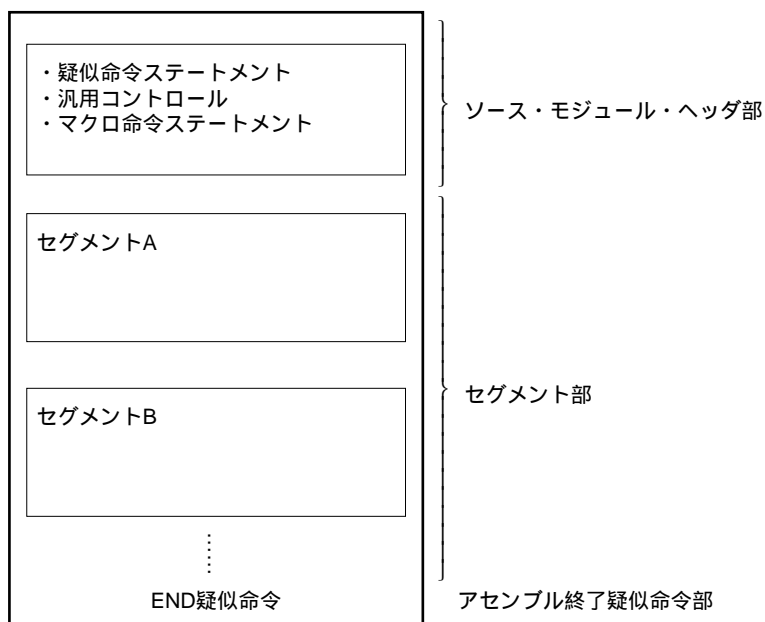 ・疑似命令ステートメント
・汎用コントロール
・マクロ命令ステートメント
ソース・モジュール・ヘッダ部
セグメントA
セグメント部
セグメントB
END疑似命令
アセンブル終了疑似命令部